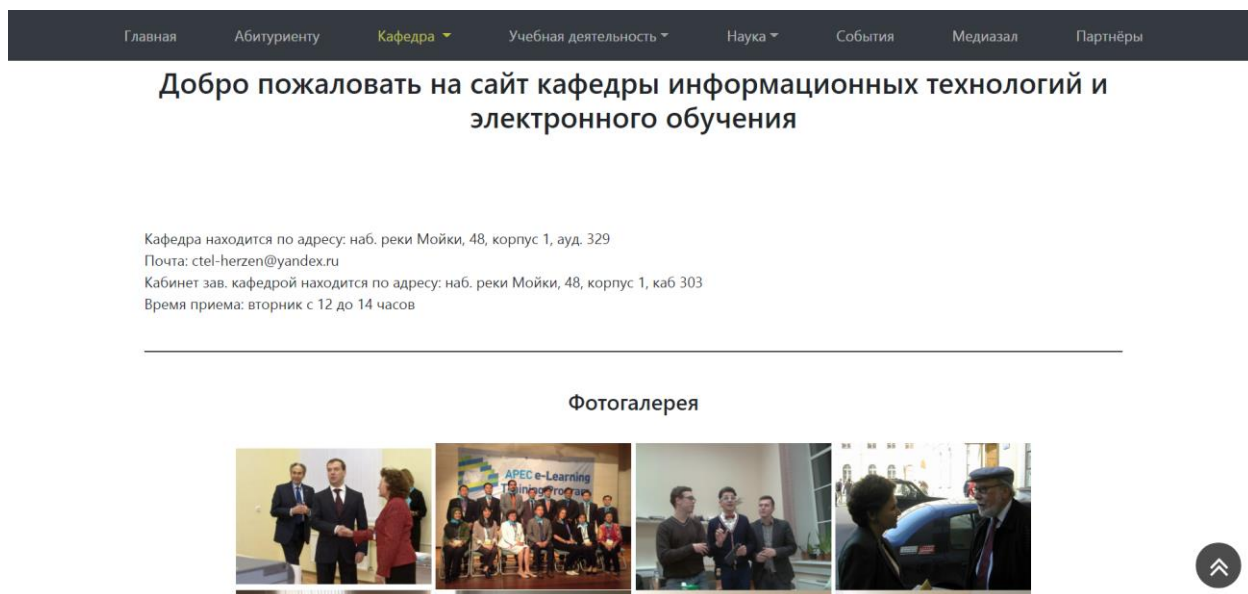 Главная Абитуриенту Кафедра Учебная деятельность Наука События Медиазал Партнёры
Добро пожаловать на сайт кафедры информационных технологий и
электронного обучения
Кафедра находится по адресу: наб. реки Мойки, 48, корпус 1, ауд. 329
Почта: ctel-herzen@yandex.ru
Кабинет зав. кафедрой находится по адресу: наб. реки Мойки, 48, корпус 1, каб 303
Время приема: вторник с 12 до 14 часов
Фотогалерея
APEC e-Learning
Training Program